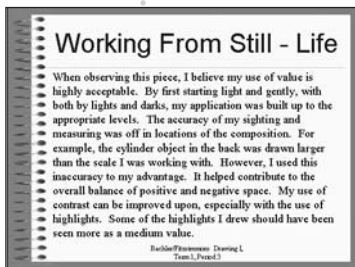 Working From Still - Life
When observing this piece, I believe my use of value is
highly acceptable. By first starting light and gently, with
both by lights and darks, my application was built up to the
appropriate levels. The accuracy of my sighting and
measuring was off in locations of the composition. For
example, the cylinder object in the back was drawn larger
than the scale I was working with. However, I used this
inaccuracy to my advantage. It helped contribute to the
overall balance of positive and negative space. My use of
contrast can be improved upon, especially with the use of
highlights. Some of the highlights I drew should have been
seen more as a medium value.
Drawing I,
Term 1, Period 3